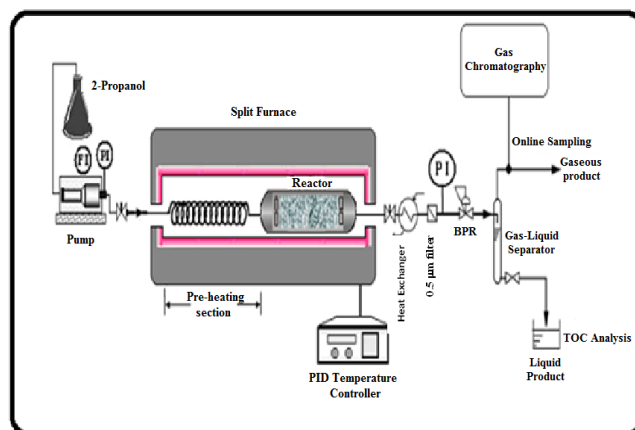 Gas
Chromatography
2-Propanol
Split Furnace
Online Sampling
FI
PI
PI
Gaseous
product
Reactor
Pump
BPR
Gas-Liquid
Separator
Heat Exchanger
0.5 µm filter
Pre-heating
section
TOC Analysis
Liquid
Product
PID Temperature
Controller